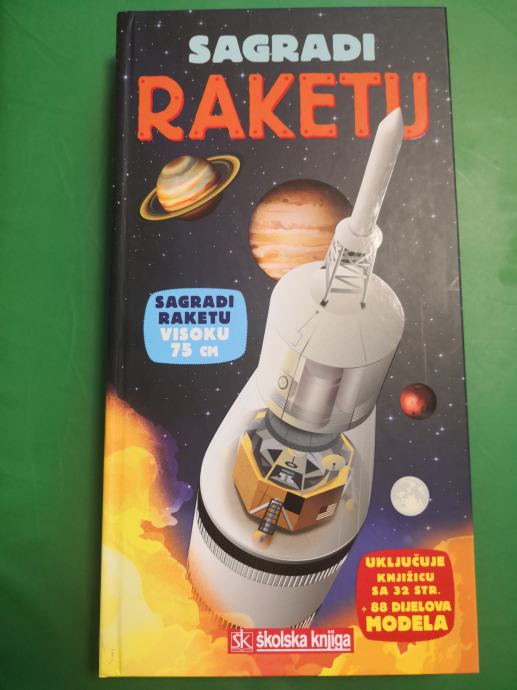 SAGRADI
RAKETU
SAGRADI
RAKETU
VISOKU
75 CM
UKLJUČUJE
KNJIŽICU
SA 32 STR.
+ 88 DIJELOVA
MODELA
SK školska knjiga